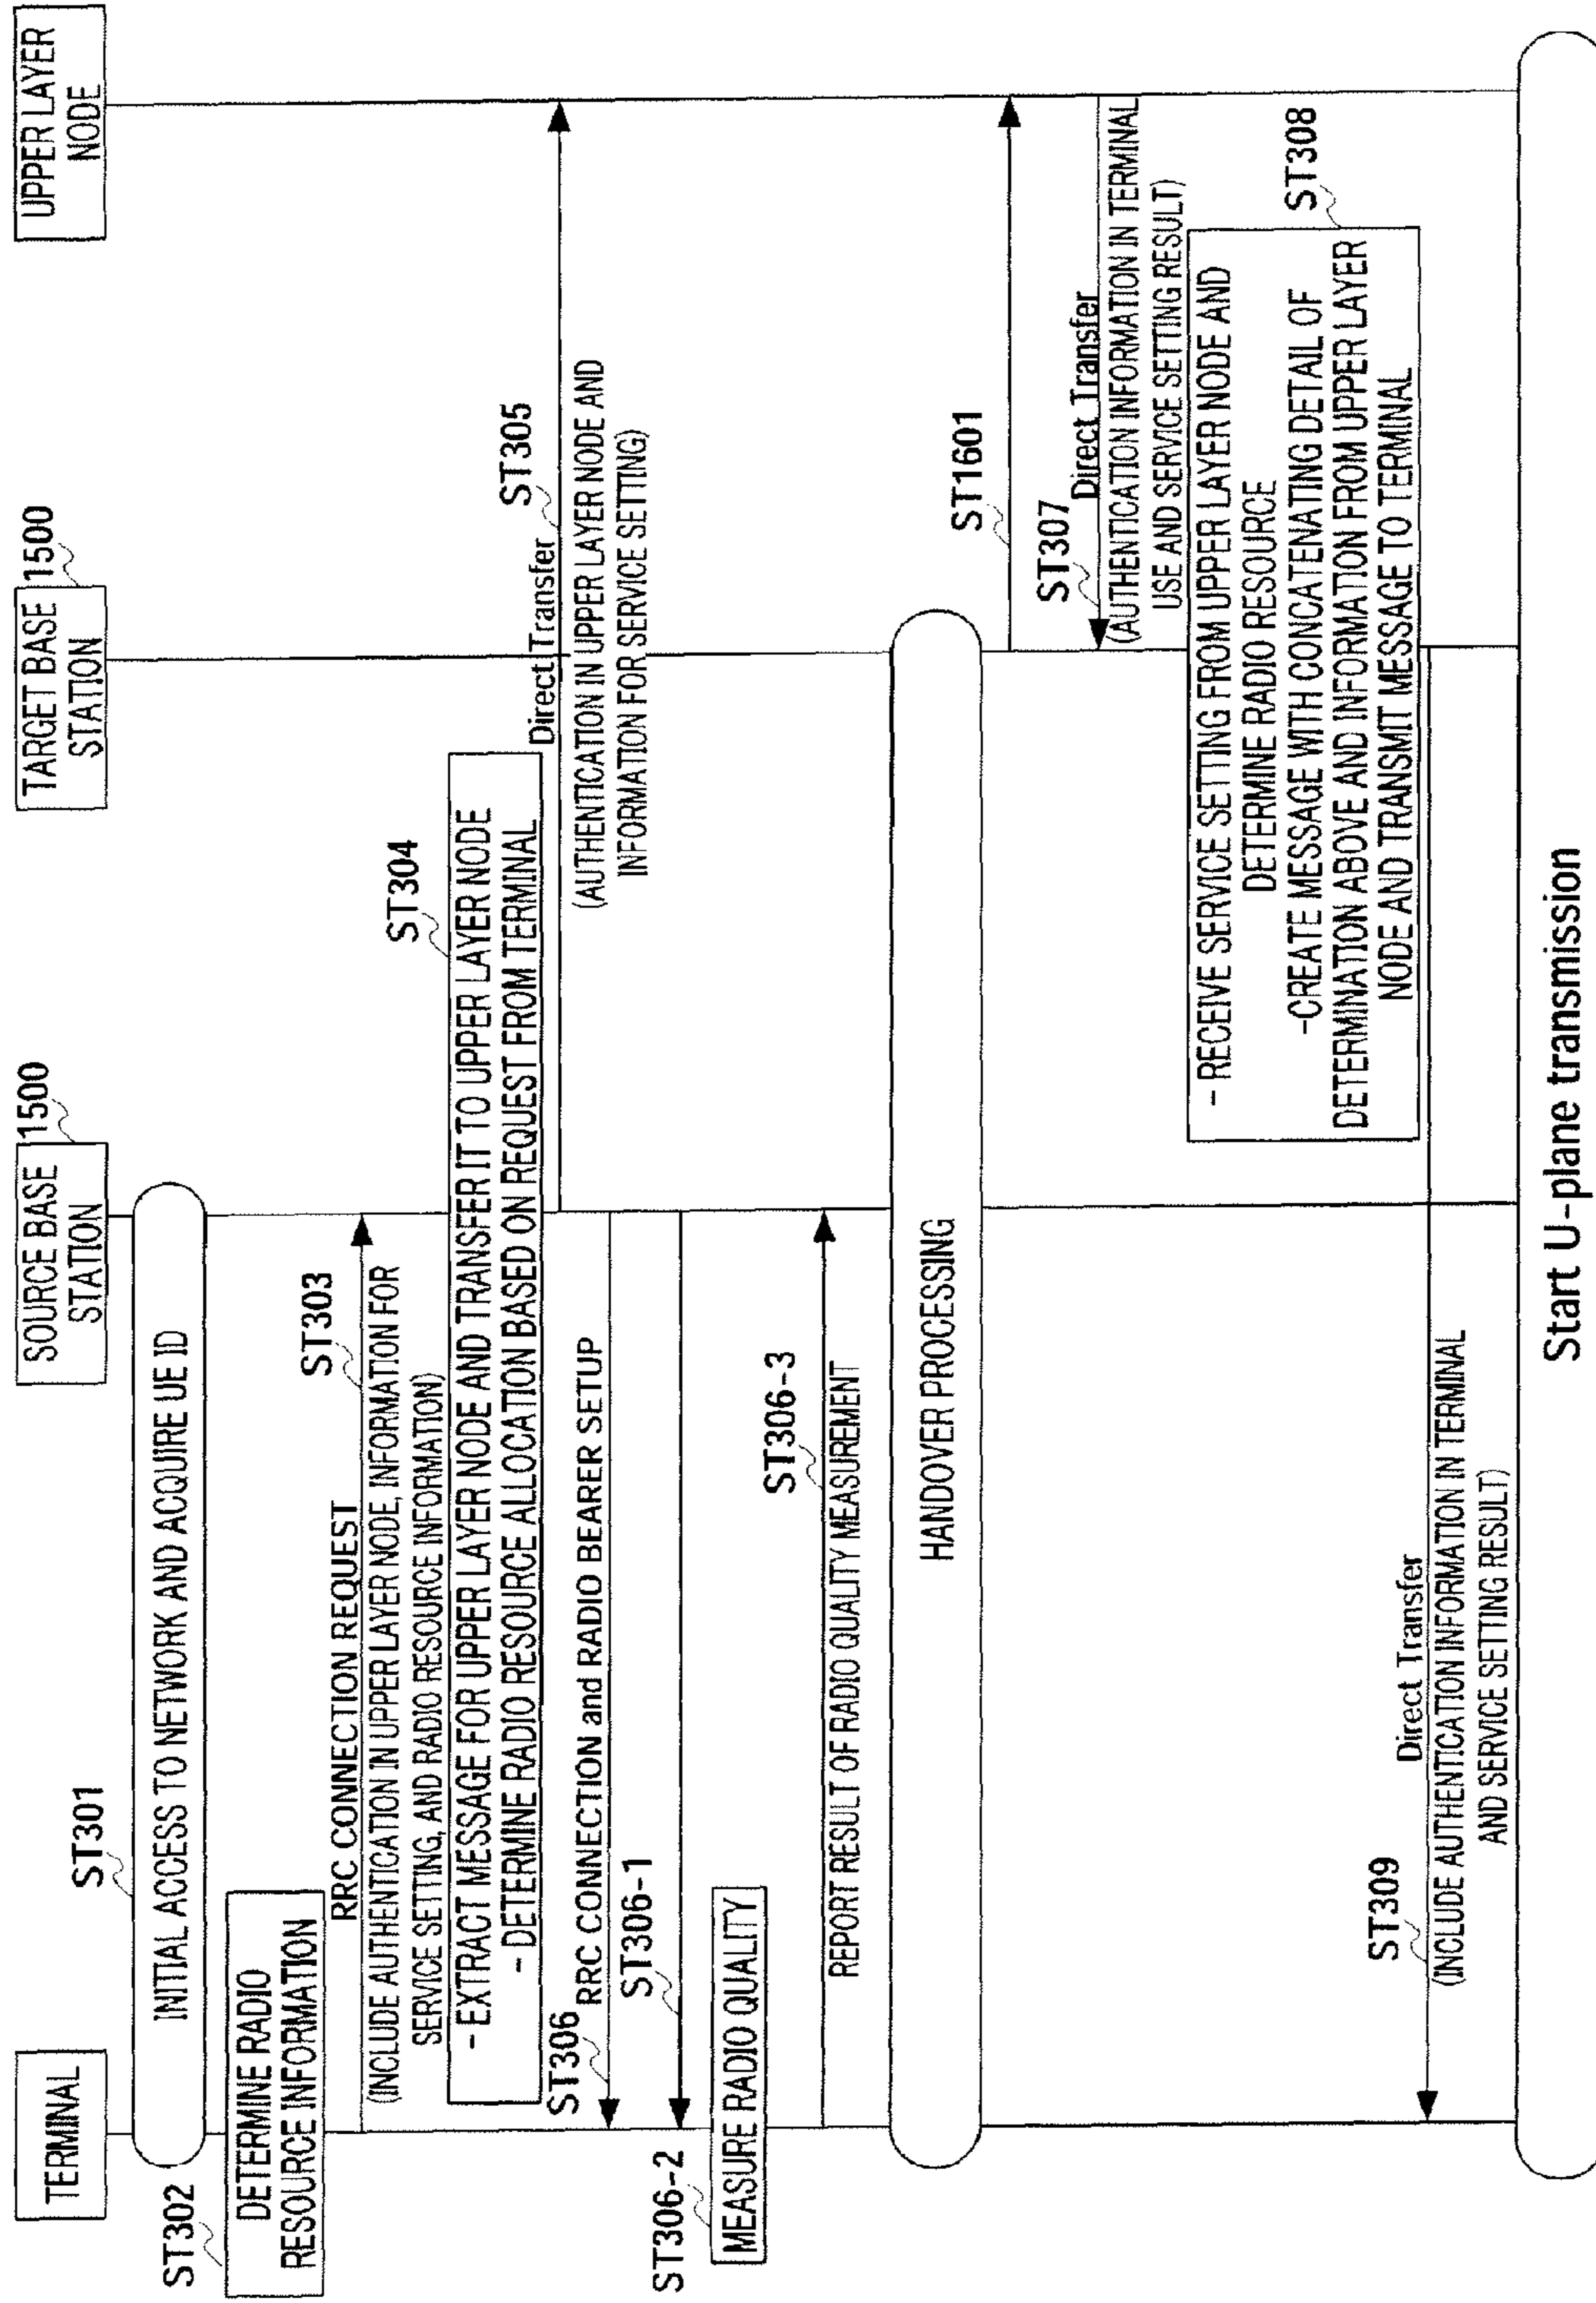 TERMINAL
SOURCE BASE
STATION
1500
TARGET BASE
STATION
1500
UPPER LAYER
NODE
ST301
INITIAL ACCESS TO NETWORK AND ACQUIRE UE ID
ST302
DETERMINE RADIO
RESOURCE INFORMATION
RRC CONNECTION REQUEST
ST303
(INCLUDE AUTHENTICATION IN UPPER LAYER NODE, INFORMATION FOR
SERVICE SETTING, AND RADIO RESOURCE INFORMATION)
ST304
- EXTRACT MESSAGE FOR UPPER LAYER NODE AND TRANSFER IT TO UPPER LAYER NODE
- DETERMINE RADIO RESOURCE ALLOCATION BASED ON REQUEST FROM TERMINAL
Direct Transfer
ST305
(AUTHENTICATION IN UPPER LAYER NODE AND
INFORMATION FOR SERVICE SETTING)
ST306
RRC CONNECTION and RADIO BEARER SETUP
ST306-1
ST306-2
MEASURE RADIO QUALITY
ST306-3
REPORT RESULT OF RADIO QUALITY MEASUREMENT
HANDOVER PROCESSING
ST1601
ST307
Direct Transfer
(AUTHENTICATION INFORMATION IN TERMINAL
USE AND SERVICE SETTING RESULT)
ST308
- RECEIVE SERVICE SETTING FROM UPPER LAYER NODE AND
DETERMINE RADIO RESOURCE
-CREATE MESSAGE WITH CONCATENATING DETAIL OF
DETERMINATION ABOVE AND INFORMATION FROM UPPER LAYER
NODE AND TRANSMIT MESSAGE TO TERMINAL
ST309
Direct Transfer
(INCLUDE AUTHENTICATION INFORMATION IN TERMINAL
AND SERVICE SETTING RESULT)
Start U-plane transmission